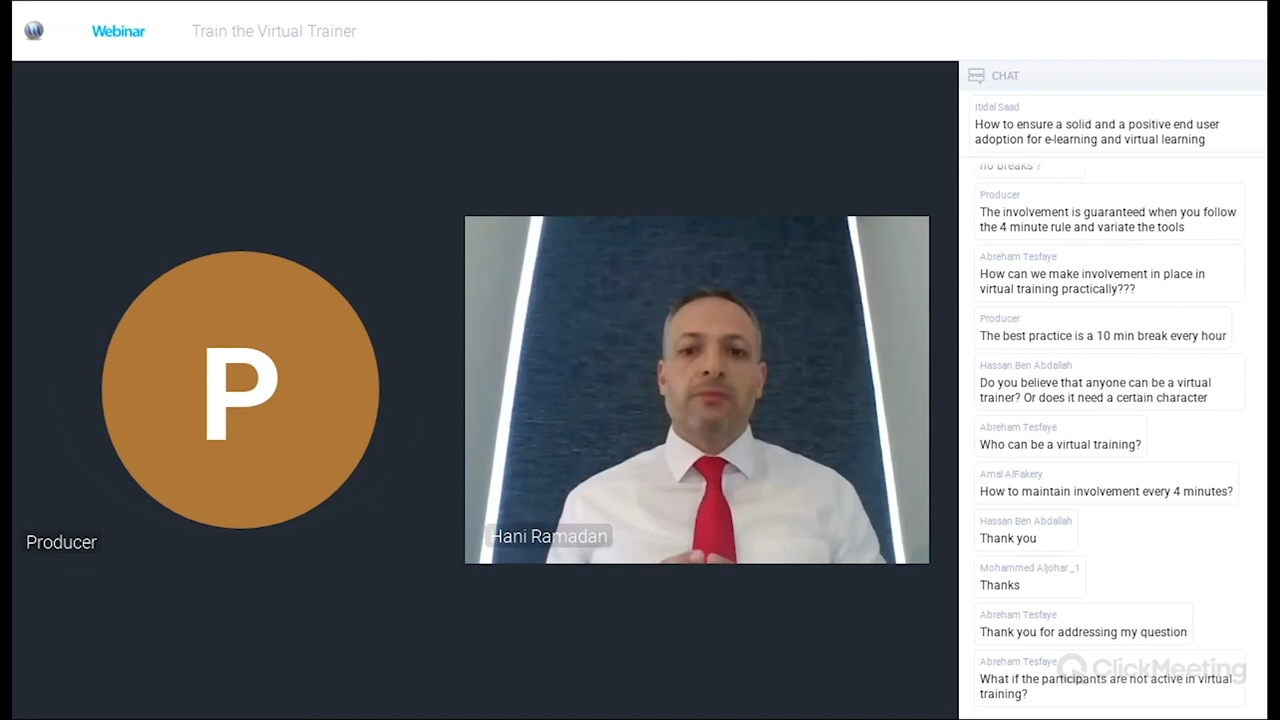 Webinar
Train the Virtual Trainer
P
Producer
Hani Ramadan
CHAT
Itidal Saad
How to ensure a solid and a positive end user
adoption for e-learning and virtual learning
no breaks ?
Producer
The involvement is guaranteed when you follow
the 4 minute rule and variate the tools
Abreham Tesfaye
How can we make involvement in place in
virtual training practically???
Producer
The best practice is a 10 min break every hour
Hassan Ben Abdallah
Do you believe that anyone can be a virtual
trainer? Or does it need a certain character
Abreham Tesfaye
Who can be a virtual training?
Amal AlFakery
How to maintain involvement every 4 minutes?
Hassan Ben Abdallah
Thank you
Mohammed Aljohar_1
Thanks
Abreham Tesfaye
Thank you for addressing my question
Abreham Tesfaye
ClickMeeting
What if the participants are not active in virtual
training?